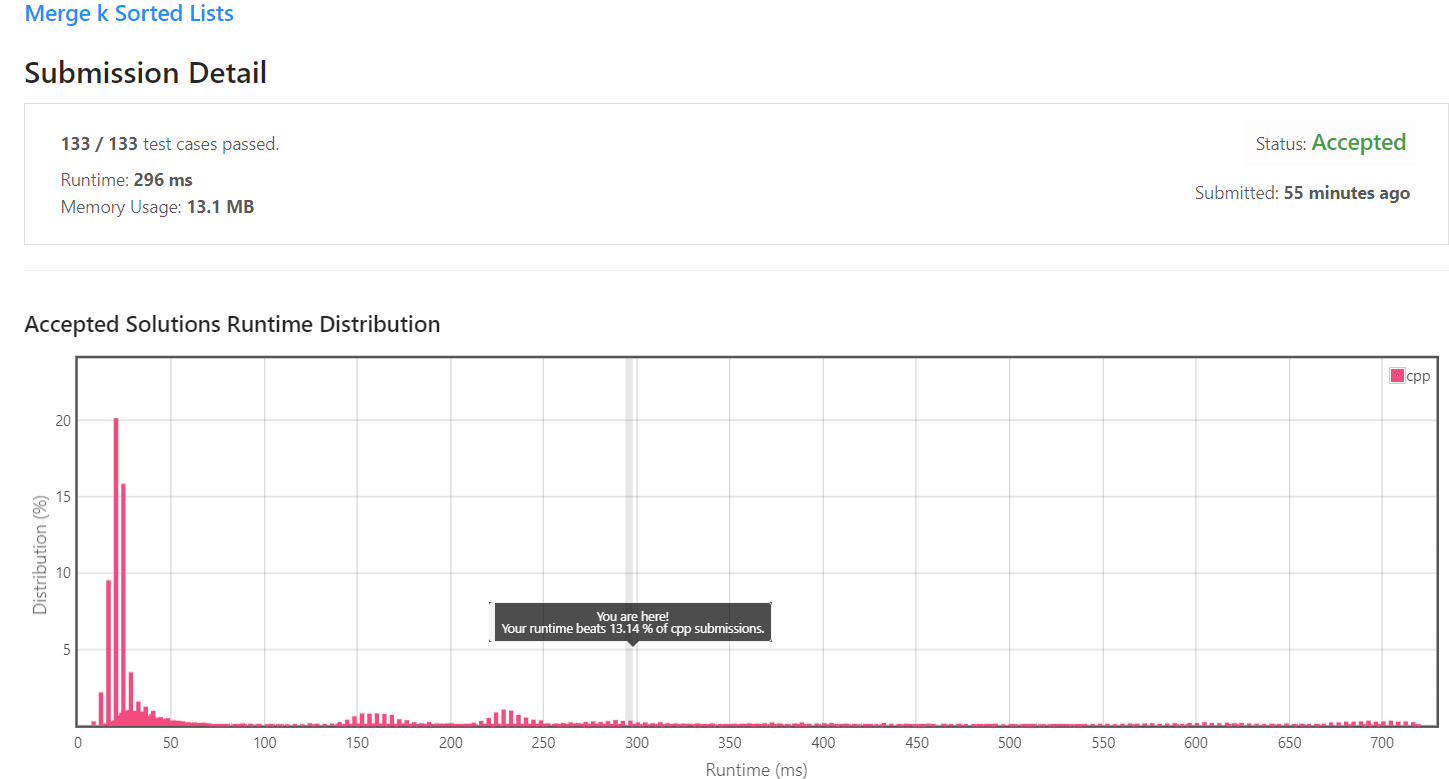 Merge k Sorted Lists
Submission Detail
133 / 133 test cases passed.
Status: Accepted
Runtime: 296 ms
Memory Usage: 13.1 MB
Submitted: 55 minutes ago
Accepted Solutions Runtime Distribution
cpp
Distribution (%)
20
15
10
5
You are here!
Your runtime beats 13.14 % of cpp submissions.
0 50 100 150 200 250 300 350 400 450 500 550 600 650 700
Runtime (ms)